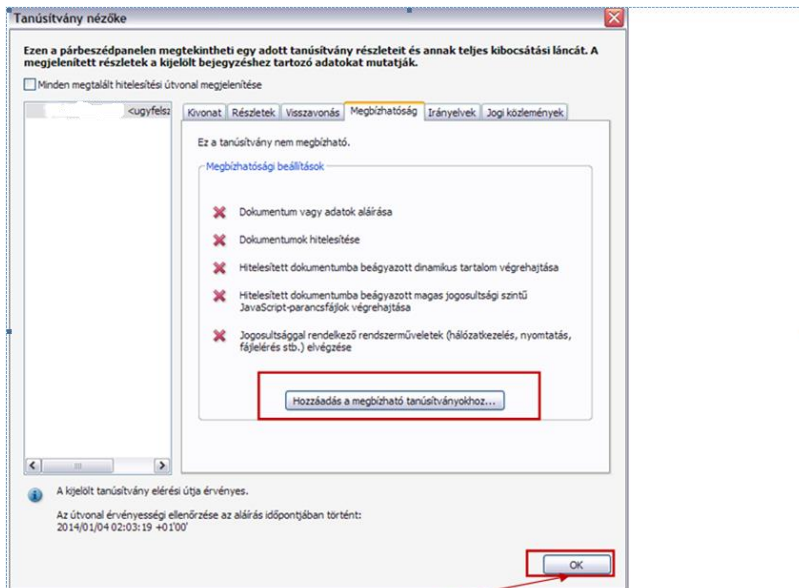 Tanúsítvány nézőke
Ezen a párbeszédpanelen megtekintheti egy adott tanúsítvány részleteit és annak teljes kibocsátási láncát. A
megjelenített részletek a kijelölt bejegyzéshez tartozó adatokat mutatják.
Minden megtalált hitelesítési útvonal megjelenítése
<ugyfelsz
Kivonat Részletek Visszavonás Megbízhatóság Irányelvek Jogi közlemények
Ez a tanúsítvány nem megbízható.
Megbízhatósági beállítások
Dokumentum vagy adatok aláírása
Dokumentumok hitelesítése
Hitelesített dokumentumba beágyazott dinamikus tartalom végrehajtása
Hitelesített dokumentumba beágyazott magas jogosultsági szintű
JavaScript-parancsfájlok végrehajtása
Jogosultsággal rendelkező rendszerműveletek (hálózatkezelés, nyomtatás,
fájlelérés stb.) elvégzése
Hozzáadás a megbízható tanúsítványokhoz...
A kijelölt tanúsítvány elérési útja érvényes.
Az útvonal érvényességi ellenőrzése az aláírás időpontjában történt:
2014/01/04 02:03:19 +01'00'
OK